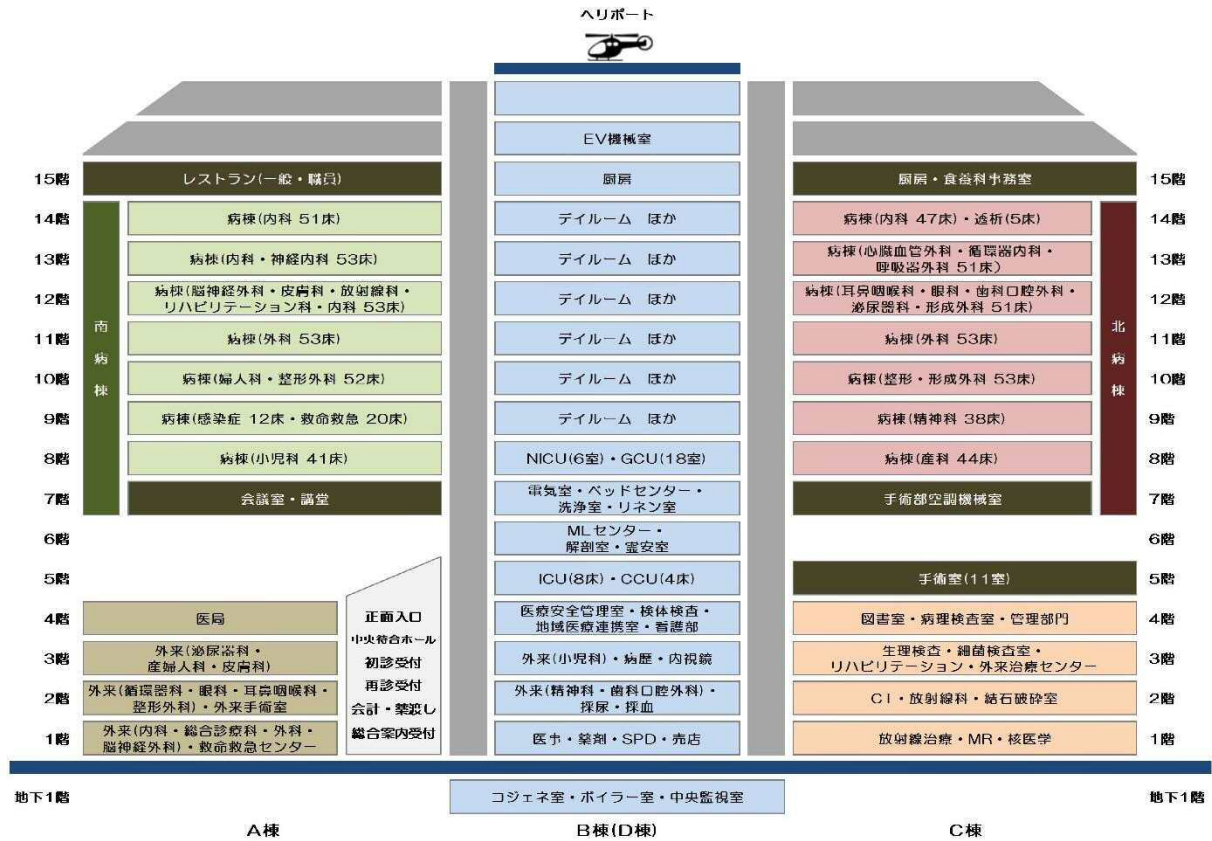 ヘリポート
EV機械室
15階
レストラン(一般・職員)
厨房
厨房・食養科事務室
15階
14階
病棟(内科 51床)
デイルーム ほか
病棟(内科 47床)・透析(5床)
14階
13階
病棟(内科・神経内科 53床)
デイルーム ほか
病棟(心臓血管外科・循環器内科・
呼吸器外科 51床)
13階
12階
病棟(脳神経外科・皮膚科・放射線科・
リハビリテーション科・内科 53床)
デイルーム ほか
病棟(耳鼻咽喉科・眼科・歯科口腔外科・
泌尿器科・形成外科 51床)
12階
南病棟
北病棟
11階
病棟(外科 53床)
デイルーム ほか
病棟(外科 53床)
11階
10階
病棟(婦人科・整形外科 52床)
デイルーム ほか
病棟(整形・形成外科 53床)
10階
9階
病棟(感染症 12床・救命救急 20床)
デイルーム ほか
病棟(精神科 38床)
9階
8階
病棟(小児科 41床)
NICU(6室)・GCU(18室)
病棟(産科 44床)
8階
7階
会議室・講堂
電気室・ベッドセンター・
洗浄室・リネン室
手術部空調機械室
7階
6階
MLセンター・
解剖室・霊安室
6階
5階
ICU(8床)・CCU(4床)
手術室(11室)
5階
4階
医局
正面入口
中央待合ホール
初診受付
再診受付
会計・薬渡し
総合案内受付
医療安全管理室・検体検査・
地域医療連携室・看護部
図書室・病理検査室・管理部門
4階
3階
外来(泌尿器科・
産婦人科・皮膚科)
外来(小児科)・病歴・内視鏡
生理検査・細菌検査室・
リハビリテーション・外来治療センター
3階
2階
外来(循環器科・眼科・耳鼻咽喉科・
整形外科)・外来手術室
外来(精神科・歯科口腔外科)・
採尿・採血
CI・放射線科・結石破砕室
2階
1階
外来(内科・総合診療科・外科・
脳神経外科)・救命救急センター
医事・薬剤・SPD・売店
放射線治療・MR・核医学
1階
地下1階
コジェネ室・ボイラー室・中央監視室
地下1階
A棟
B棟(D棟)
C棟